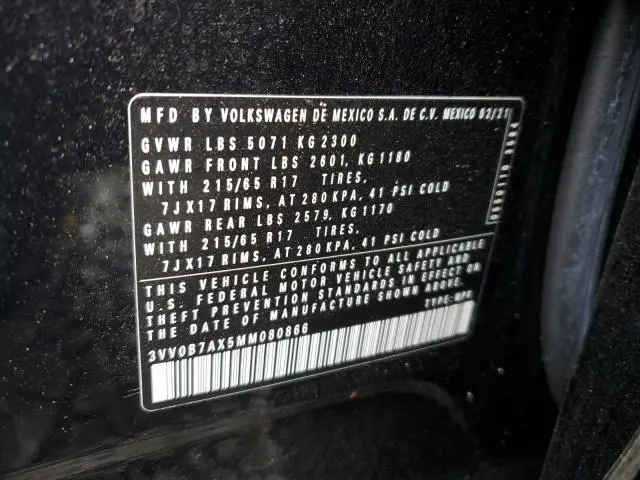 MFD BY VOLKSWAGEN DE MEXICO S.A. DE C.V. MEXICO 02/21
GVWR LBS 5071 KG 2300
GAWR FRONT LBS 2601, KG 1180
WITH 215/65 R17 TIRES,
7JX17 RIMS, AT 280 KPA, 41 PSI COLD
GAWR REAR LBS 2579, KG 1170
WITH 215/65 R17 TIRES,
7JX17 RIMS, AT 280 KPA, 41 PSI COLD
THIS VEHICLE CONFORMS TO ALL APPLICABLE
U.S. FEDERAL MOTOR VEHICLE SAFETY AND
THEFT PREVENTION STANDARDS IN EFFECT ON
THE DATE OF MANUFACTURE SHOWN ABOVE.
TYPE: MPV
3VV0B7AX5MM080866